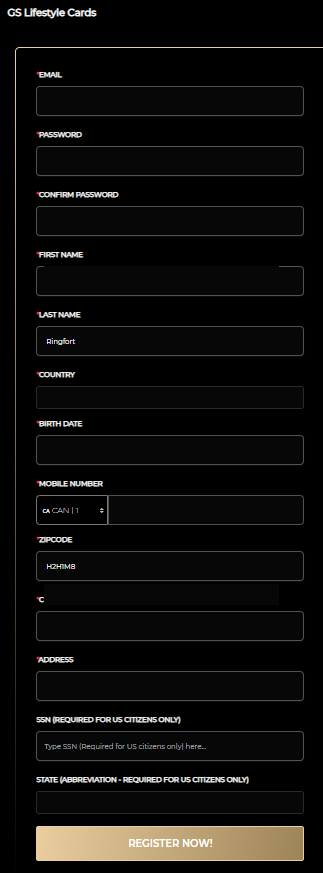 GS Lifestyle Cards
*EMAIL
*PASSWORD
*CONFIRM PASSWORD
*FIRST NAME
*LAST NAME
Ringfort
*COUNTRY
*BIRTH DATE
*MOBILE NUMBER
CA CAN | 1
*ZIPCODE
H2H1M8
*C
*ADDRESS
SSN (REQUIRED FOR US CITIZENS ONLY)
Type SSN (Required for US citizens only) here...
STATE (ABBREVIATION - REQUIRED FOR US CITIZENS ONLY)
REGISTER NOW!